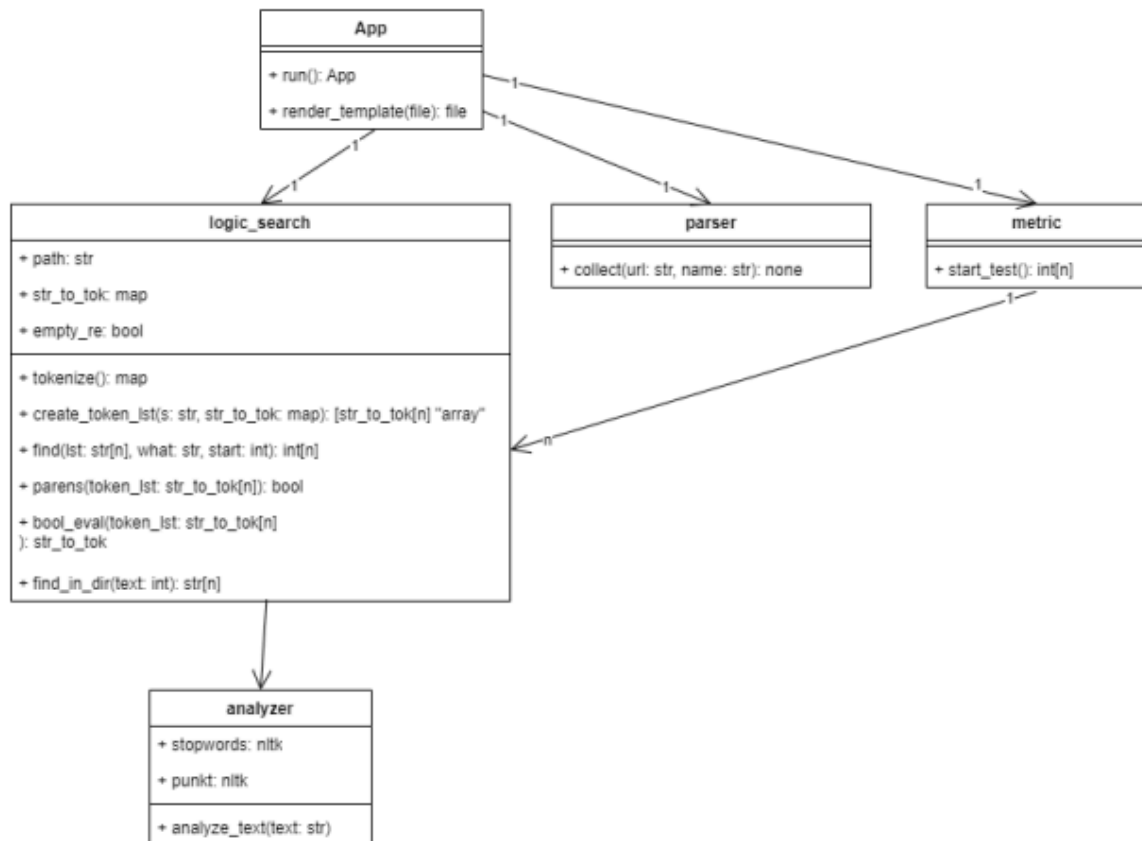 App
+ run(): App
+ render_template(file): file
1
1
1
1
1
1
logic_search
+ path: str
+ str_to_tok: map
+ empty_re: bool
+ tokenize(): map
+ create_token_lst(s: str, str_to_tok: map): [str_to_tok[n] "array"
+ find(lst: str[n], what: str, start: int): int[n]
+ parens(token_lst: str_to_tok[n]): bool
+ bool_eval(token_lst: str_to_tok[n]
): str_to_tok
+ find_in_dir(text: int): str[n]
parser
+ collect(url: str, name: str): none
metric
+ start_test(): int[n]
1
n
analyzer
+ stopwords: nltk
+ punkt: nltk
+ analyze_text(text: str)